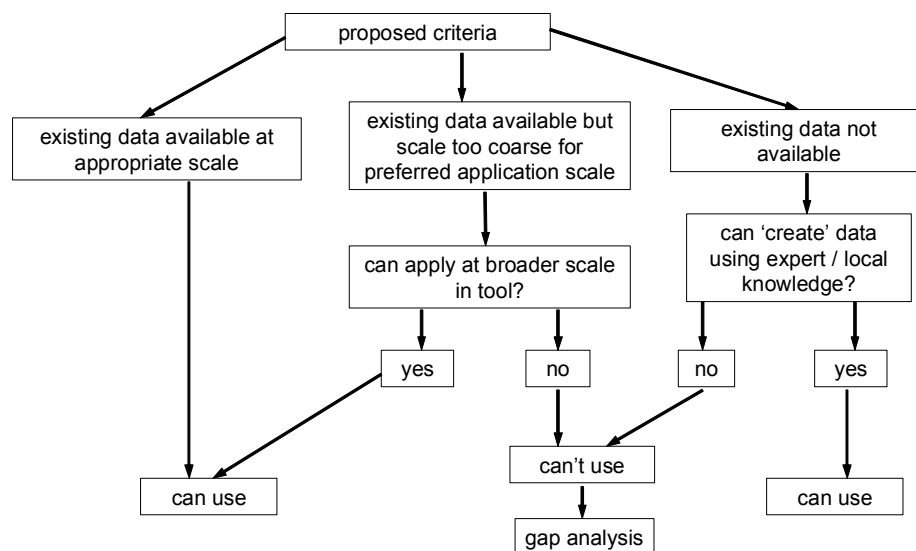 proposed criteria
existing data available at
appropriate scale
existing data available but
scale too coarse for
preferred application scale
existing data not
available
can apply at broader scale
in tool?
can ‘create’ data
using expert / local
knowledge?
yes
no
no
yes
can use
can’t use
can use
gap analysis